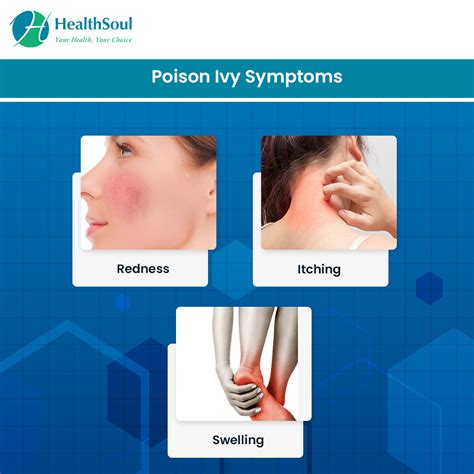 HealthSoul
Your Health, Your Choice
Poison Ivy Symptoms
Redness
Itching
Swelling